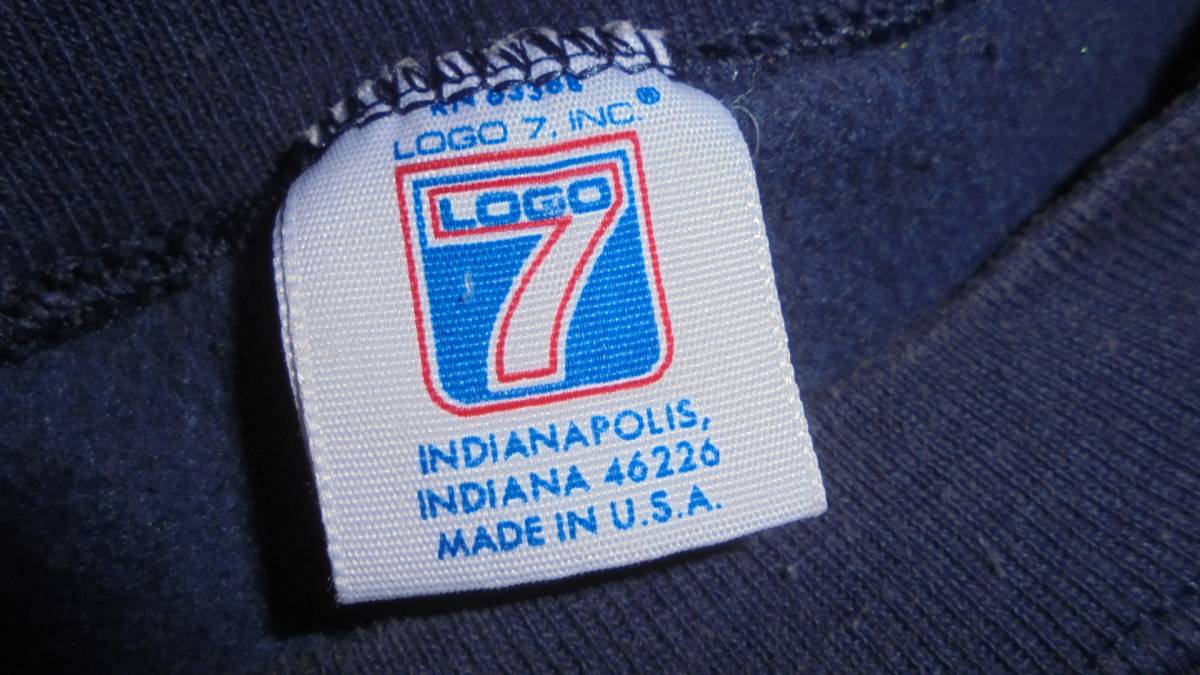 LOGO 7, INC.®
LOGO
7
INDIANAPOLIS,
INDIANA 46226
MADE IN U.S.A.